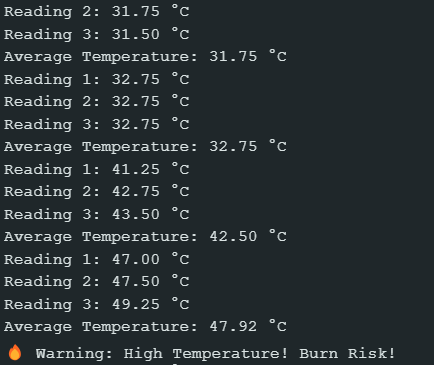 Reading 2: 31.75 °C
Reading 3: 31.50 °C
Average Temperature: 31.75 °C
Reading 1: 32.75 °C
Reading 2: 32.75 °C
Reading 3: 32.75 °C
Average Temperature: 32.75 °C
Reading 1: 41.25 °C
Reading 2: 42.75 °C
Reading 3: 43.50 °C
Average Temperature: 42.50 °C
Reading 1: 47.00 °C
Reading 2: 47.50 °C
Reading 3: 49.25 °C
Average Temperature: 47.92 °C
🔥 Warning: High Temperature! Burn Risk!